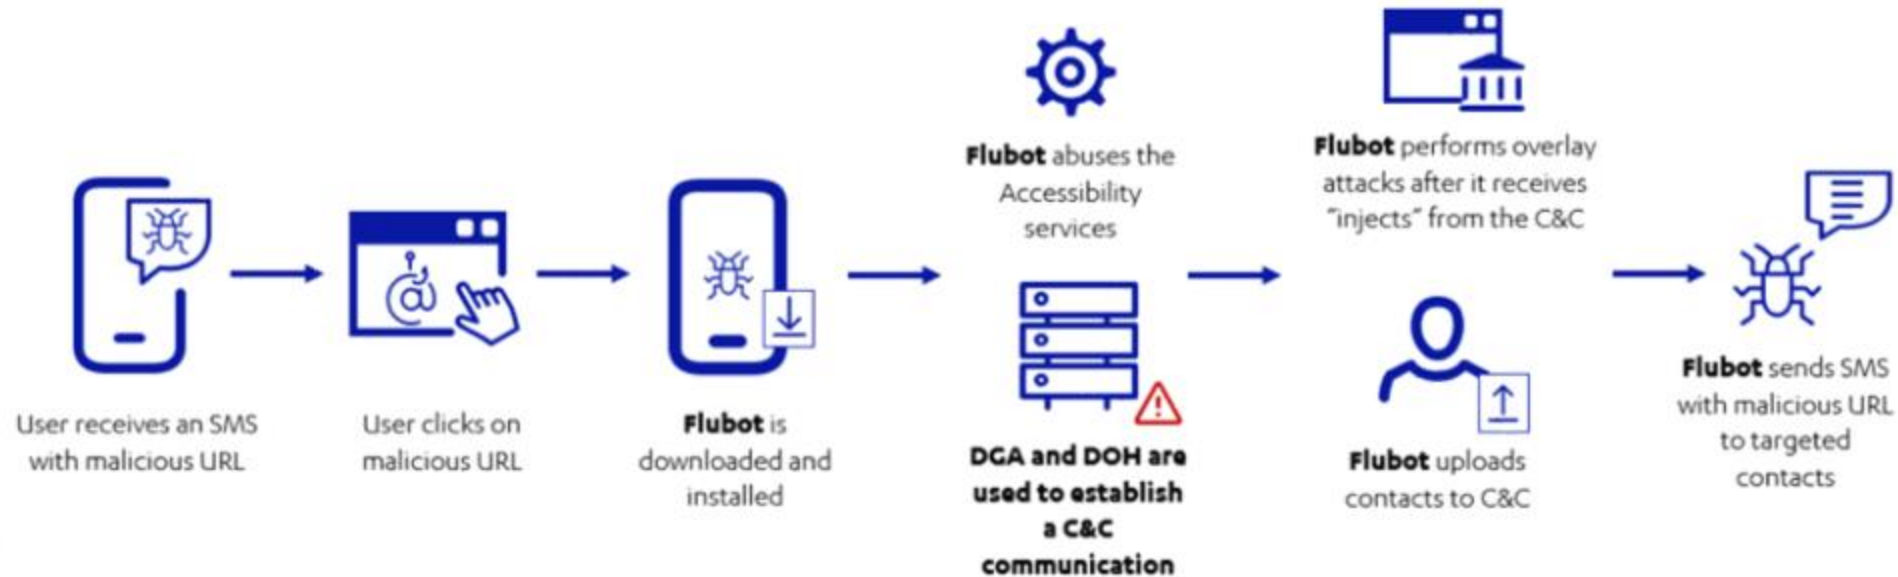 User receives an SMS
with malicious URL
User clicks on
malicious URL
Flubot is
downloaded and
installed
Flubot abuses the
Accessibility
services
DGA and DOH are
used to establish
a C&C
communication
Flubot performs overlay
attacks after it receives
"injects" from the C&C
Flubot uploads
contacts to C&C
Flubot sends SMS
with malicious URL
to targeted
contacts